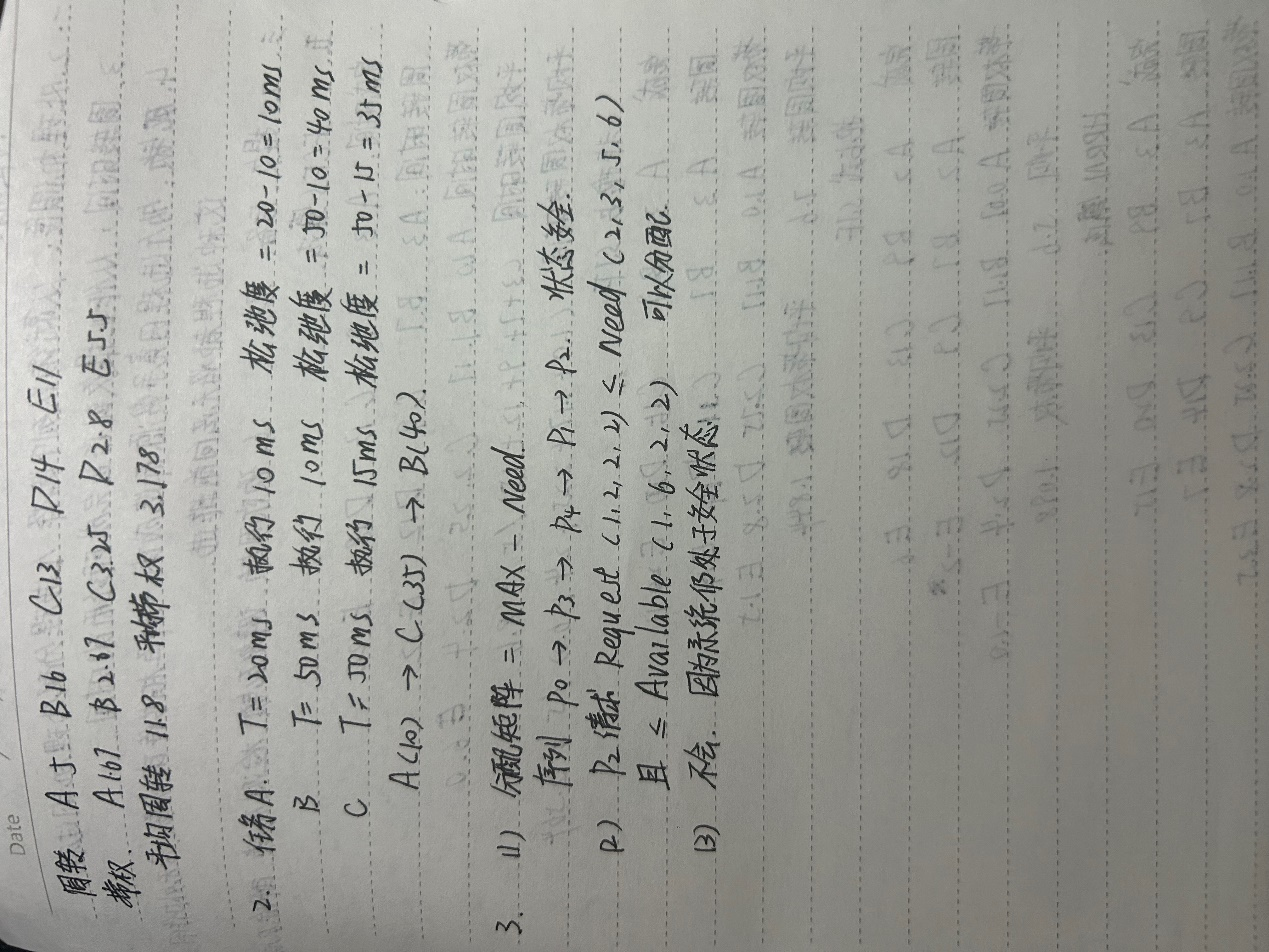 Date
周转 A 5 B 16 C 13 D 14 E 11
带权. A 1.67 B 2.67 C 3.25 D 2.8 E 5.5
平均周转 11.8 平均带权 3.178
2. 任务A. T=20ms 执行 10ms 松弛度 = 20-10=10ms
B T=50ms 执行 10ms 松弛度 =50-10=40ms
C T=50ms 执行 15ms 松弛度 = 50-15=35ms
A(10) → C(35) → B(40).
3. (1) 分配矩阵 = MAX - Need.
序列 P0 → P3 → P4 → P1 → P2. 状态安全.
(2) P2 请求 Request (1,2,2,2) ≤ Need (2,3,5,6)
且 ≤ Available (1,6,2,2) 可以分配.
(3) 不会. 因为系统仍处于安全状态.